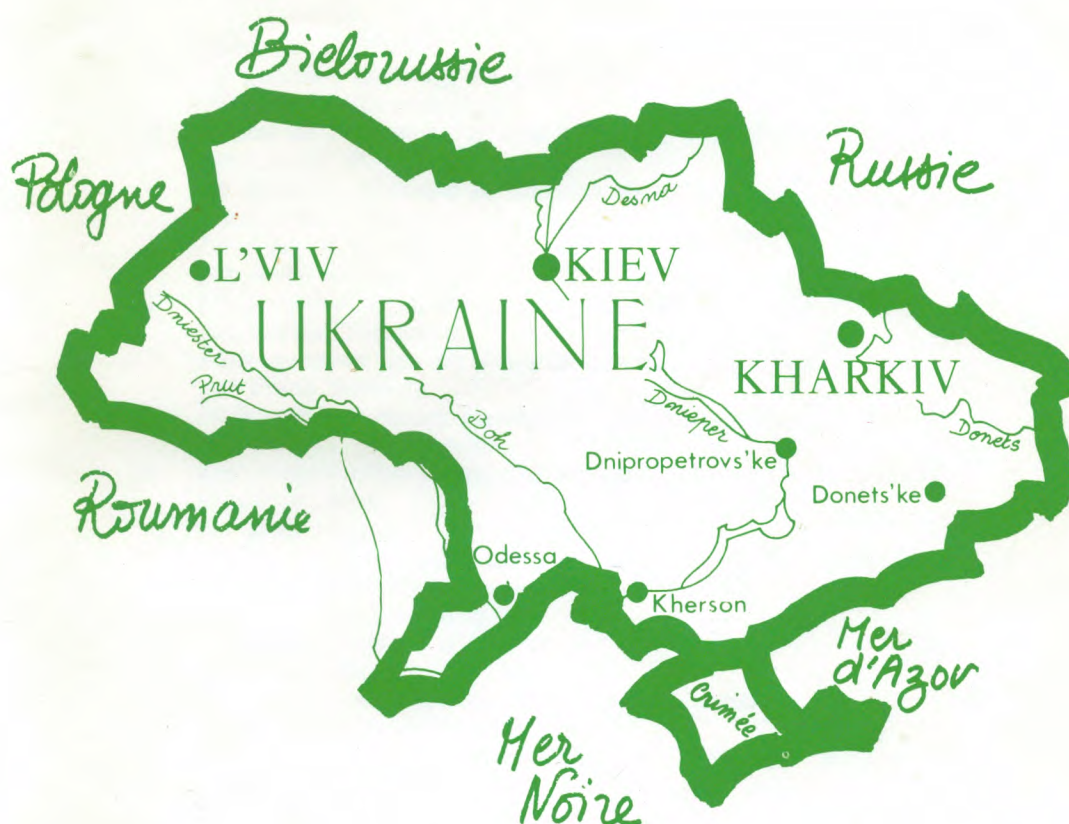 Biélorussie
Pologne
Russie
Desna
L'VIV
KIEV
UKRAINE
Dniester
Prut
KHARKIV
Boh
Dnieper
Donets
Dnipropetrovs'ke
Donets'ke
Roumanie
Odessa
Kherson
Mer
d'Azov
Crimée
Mer
Noire